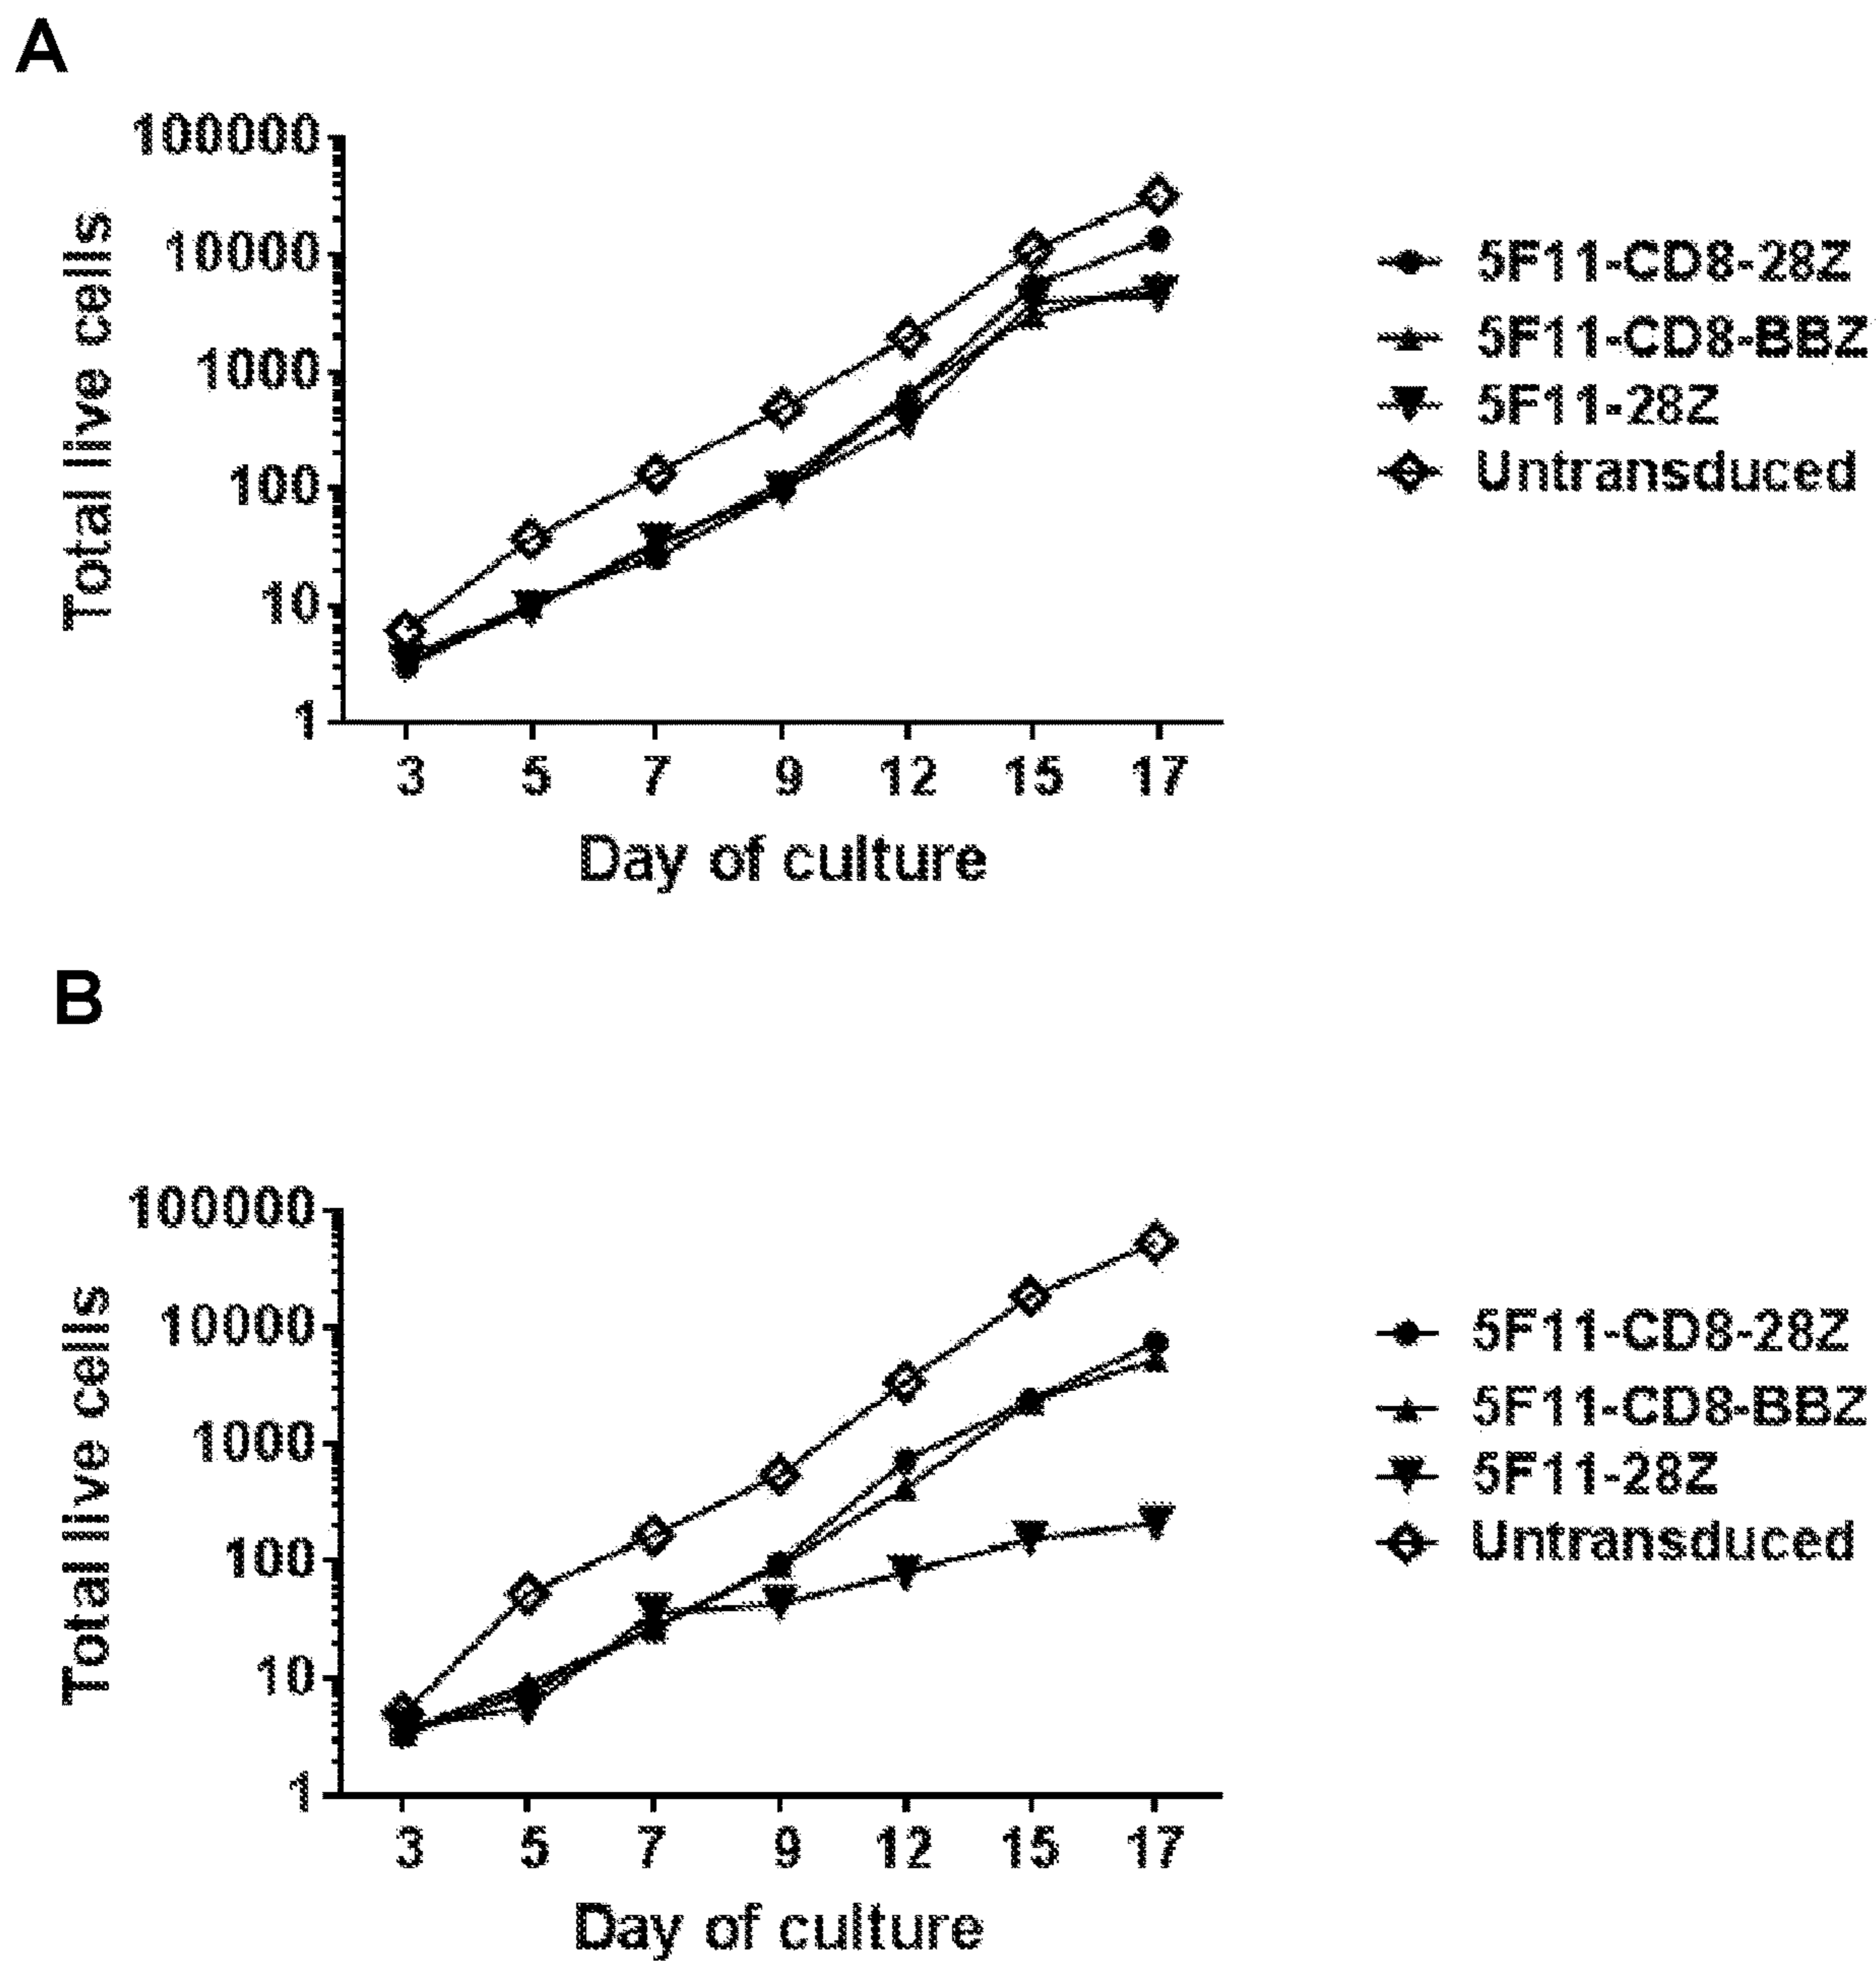 A
100000
10000
1000
100
10
1
Total live cells
3 5 7 9 12 15 17
Day of culture
5F11-CD8-28Z
5F11-CD8-BBZ
5F11-28Z
Untransduced
B
100000
10000
1000
100
10
1
Total live cells
3 5 7 9 12 15 17
Day of culture
5F11-CD8-28Z
5F11-CD8-BBZ
5F11-28Z
Untransduced